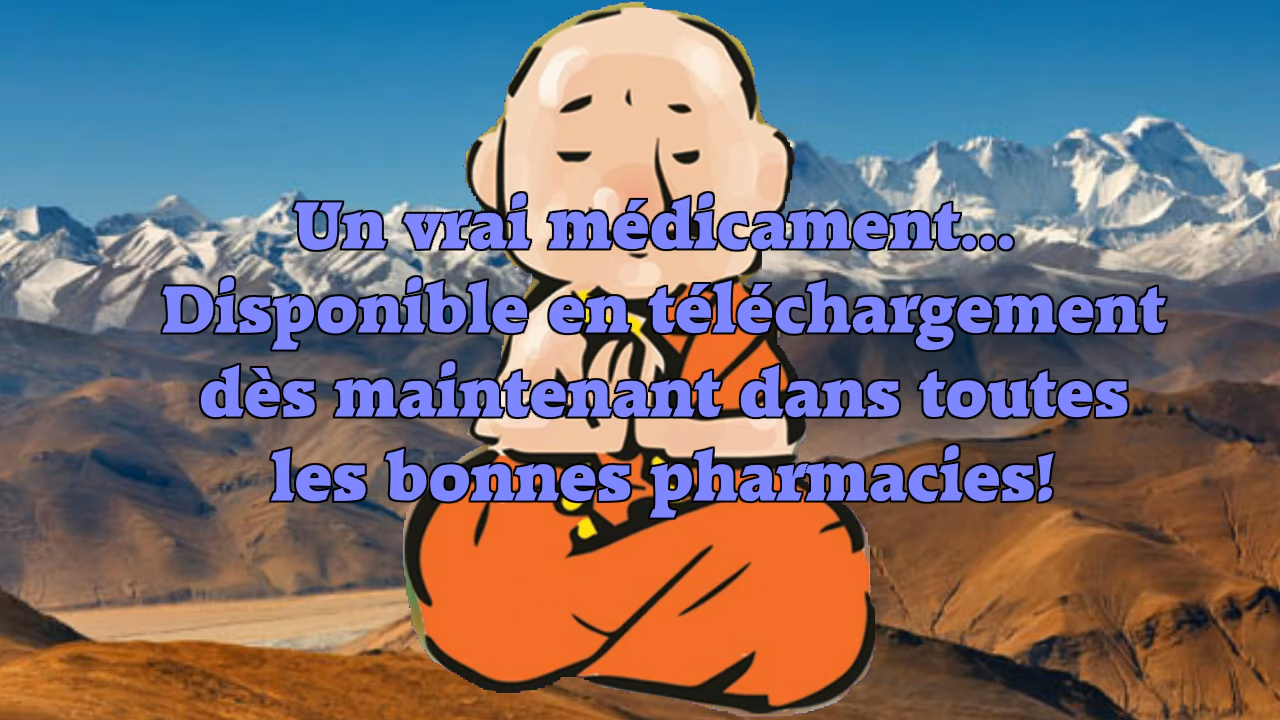 Un vrai médicament...
Disponible en téléchargement
dès maintenant dans toutes
les bonnes pharmacies!